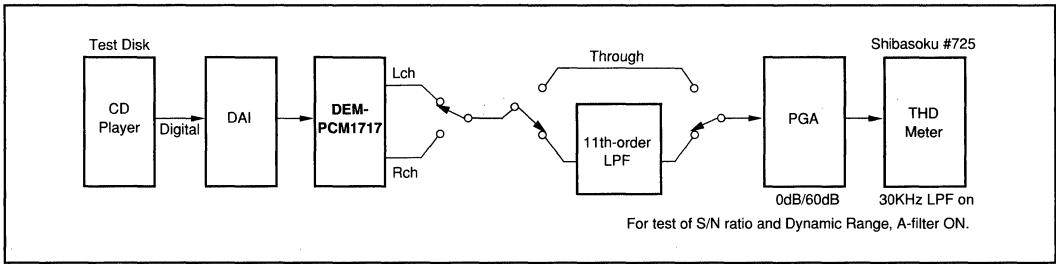 Test Disk
CD
Player
Digital
DAI
DEM-
PCM1717
Lch
Rch
Through
11th-order
LPF
PGA
0dB/60dB
Shibasoku #725
THD
Meter
30KHz LPF on
For test of S/N ratio and Dynamic Range, A-filter ON.